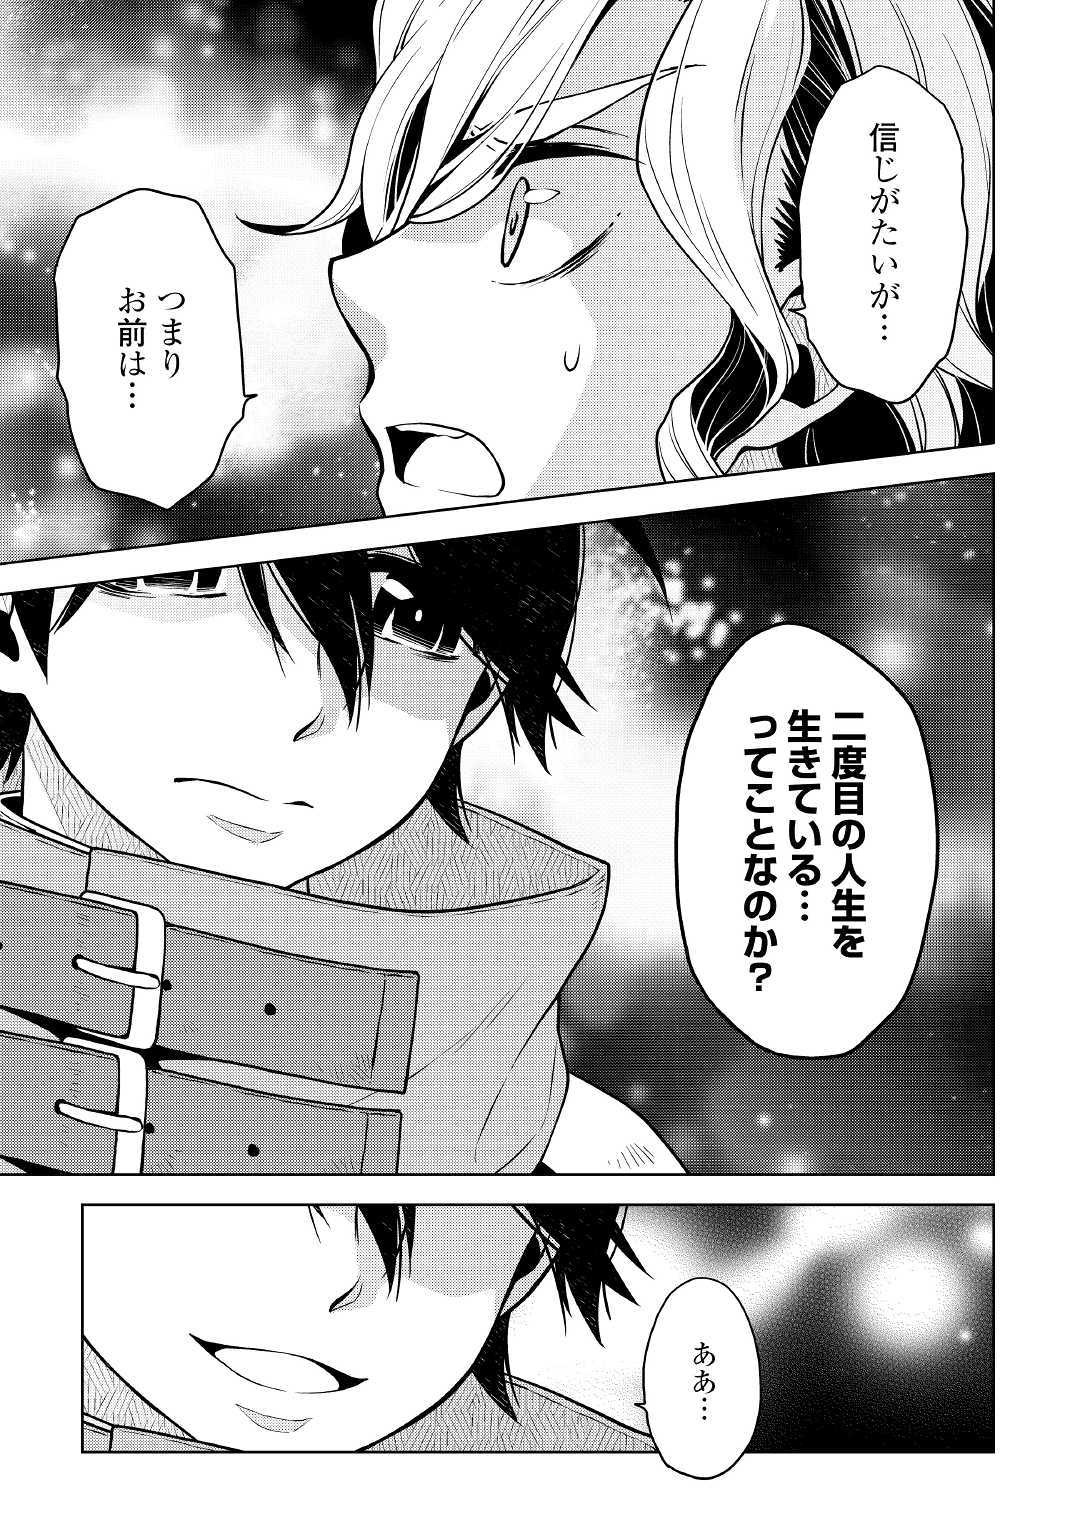 信じがたいが…
つまり
お前は…
二度目の人生を
生きている…
ってことなのか？
ああ…